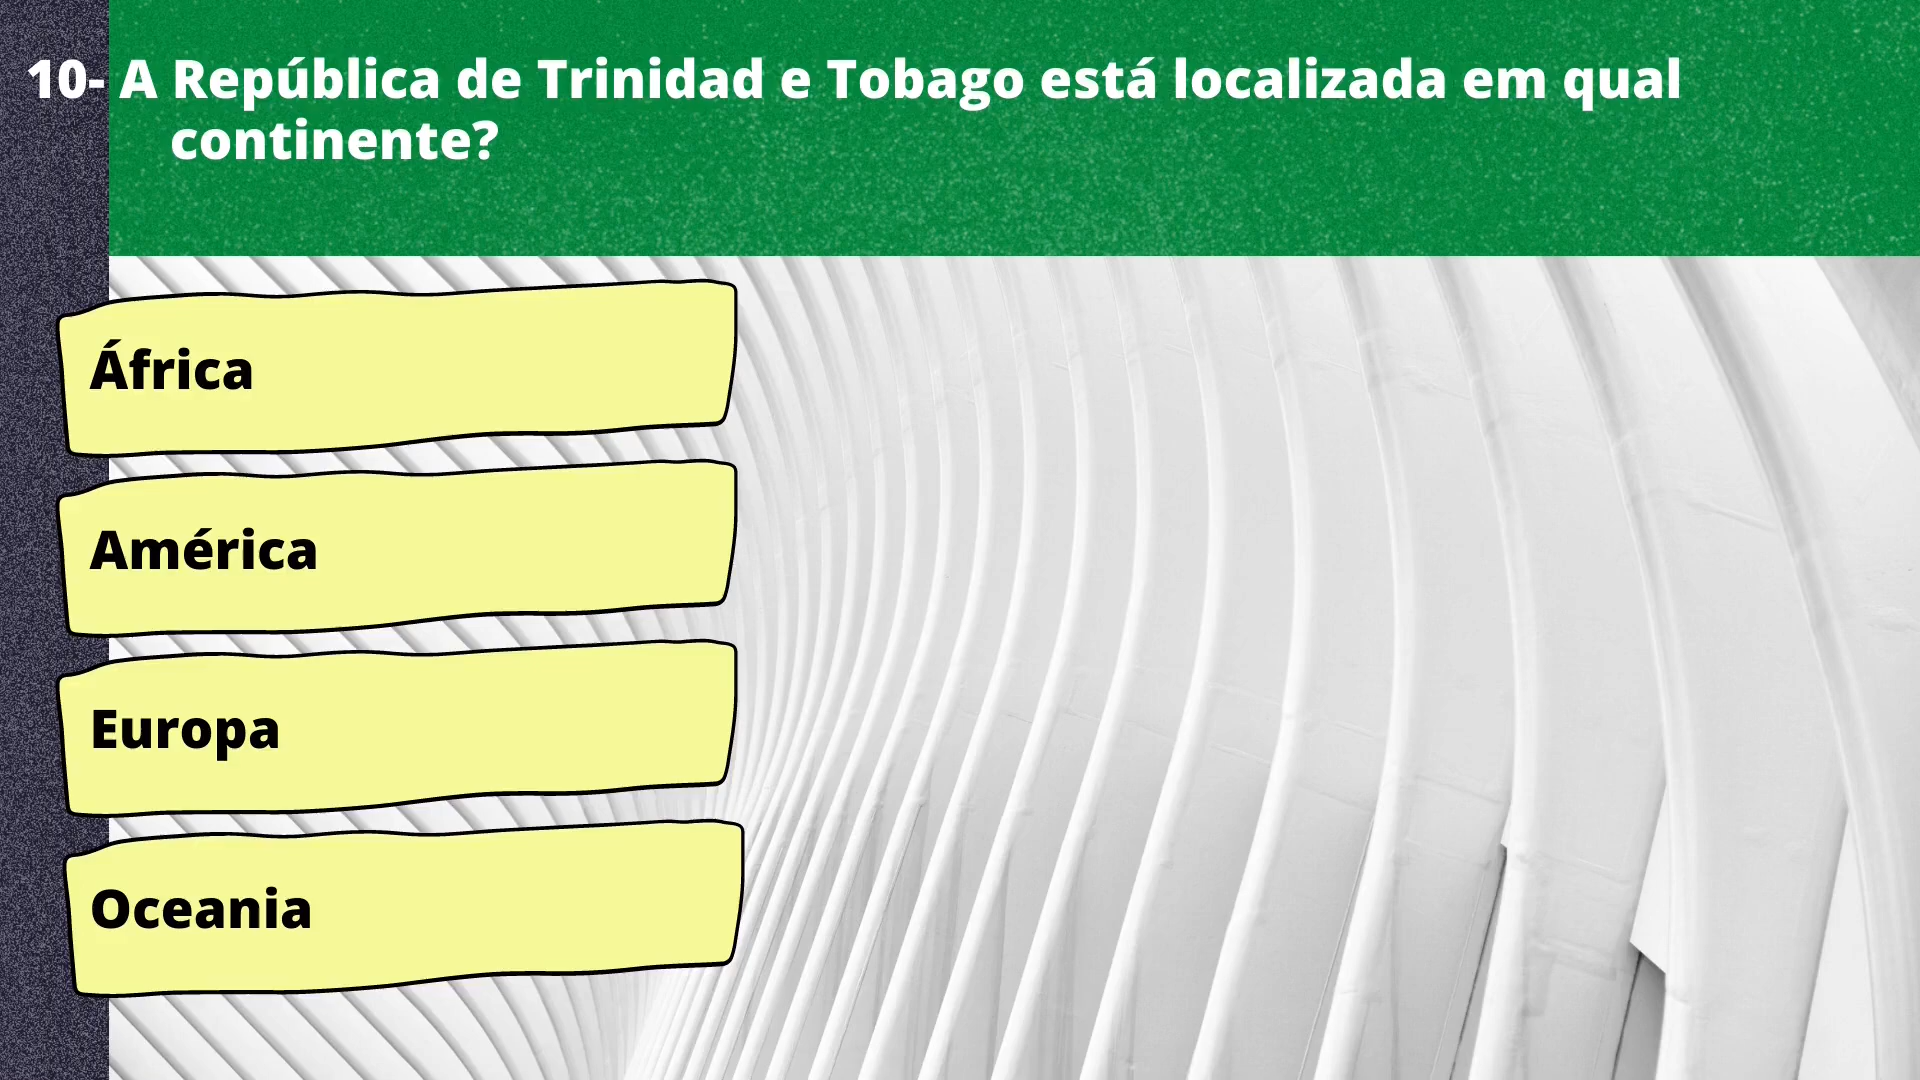 10- A República de Trinidad e Tobago está localizada em qual
continente?
África
América
Europa
Oceania